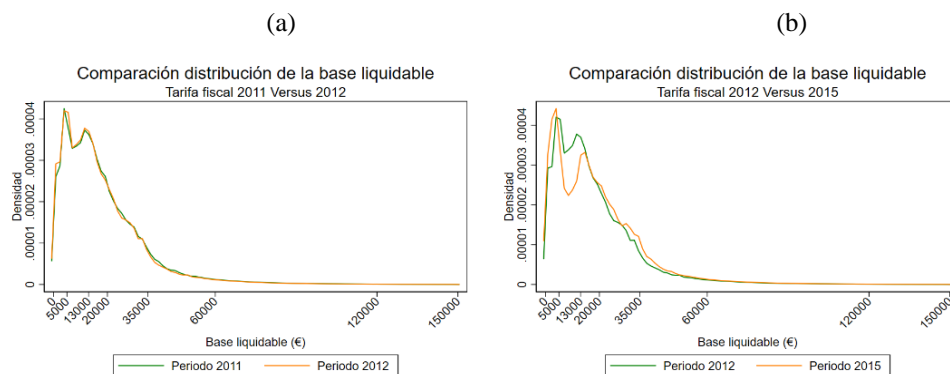 (a)
Comparación distribución de la base liquidable
Tarifa fiscal 2011 Versus 2012
Densidad
.00004
.00003
.00002
.00001
0
0
5000
13000
20000
35000
60000
120000
150000
Base liquidable (€)
Periodo 2011
Periodo 2012
(b)
Comparación distribución de la base liquidable
Tarifa fiscal 2012 Versus 2015
Densidad
.00004
.00003
.00002
.00001
0
0
5000
13000
20000
35000
60000
120000
150000
Base liquidable (€)
Periodo 2012
Periodo 2015